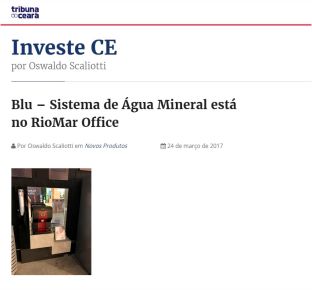 tribuna
do ceará
Investe CE
por Oswaldo Scaliotti
Blu – Sistema de Água Mineral está
no RioMar Office
Por Oswaldo Scaliotti em Novos Produtos
24 de março de 2017